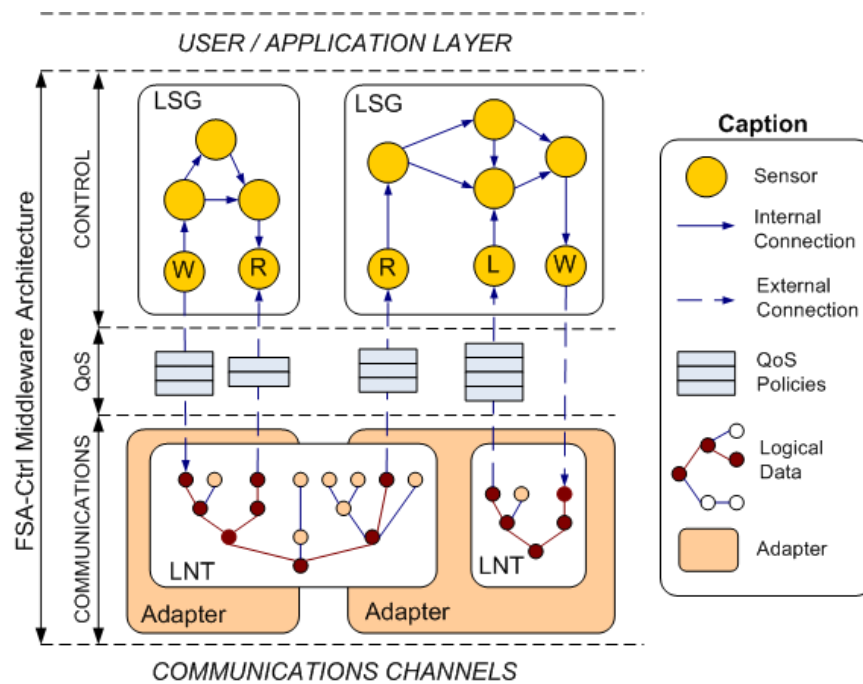 USER / APPLICATION LAYER
FSA-Ctrl Middleware Architecture
CONTROL
LSG
W
R
LSG
R
L
W
QoS
COMMUNICATIONS
LNT
LNT
Adapter
Adapter
COMMUNICATIONS CHANNELS
Caption
Sensor
Internal
Connection
External
Connection
QoS
Policies
Logical
Data
Adapter